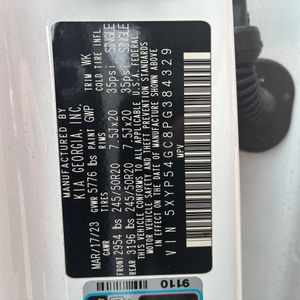 MANUFACTURED BY
KIA GEORGIA, INC.
MAR/17/23 GVWR 5776 lbs PAINT GWP TRIM WK
GAWR TIRES RIMS COLD TIRE INFL
FRONT 2954 lbs 245/50R20 7.5JX20 35psi SINGLE
REAR 3196 lbs 245/50R20 7.5JX20 35psi SINGLE
THIS VEHICLE CONFORMS TO ALL APPLICABLE U.S.A. FEDERAL
MOTOR VEHICLE SAFETY AND THEFT PREVENTION STANDARDS
IN EFFECT ON THE DATE OF MANUFACTURE SHOWN ABOVE
MPV
9110